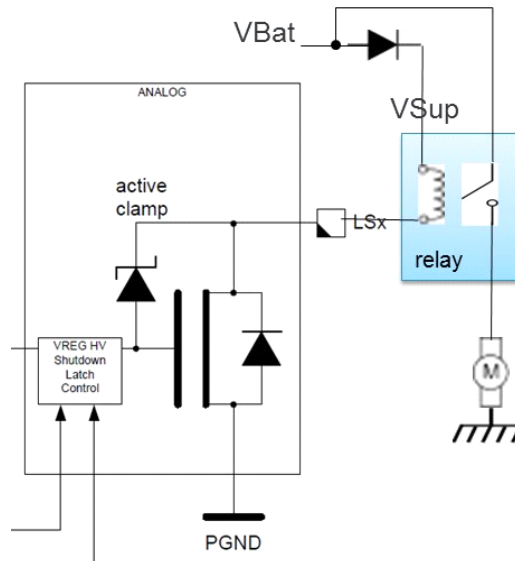 VBat
ANALOG
VSup
active
clamp
LSx
relay
VREG HV
Shutdown
Latch
Control
M
PGND